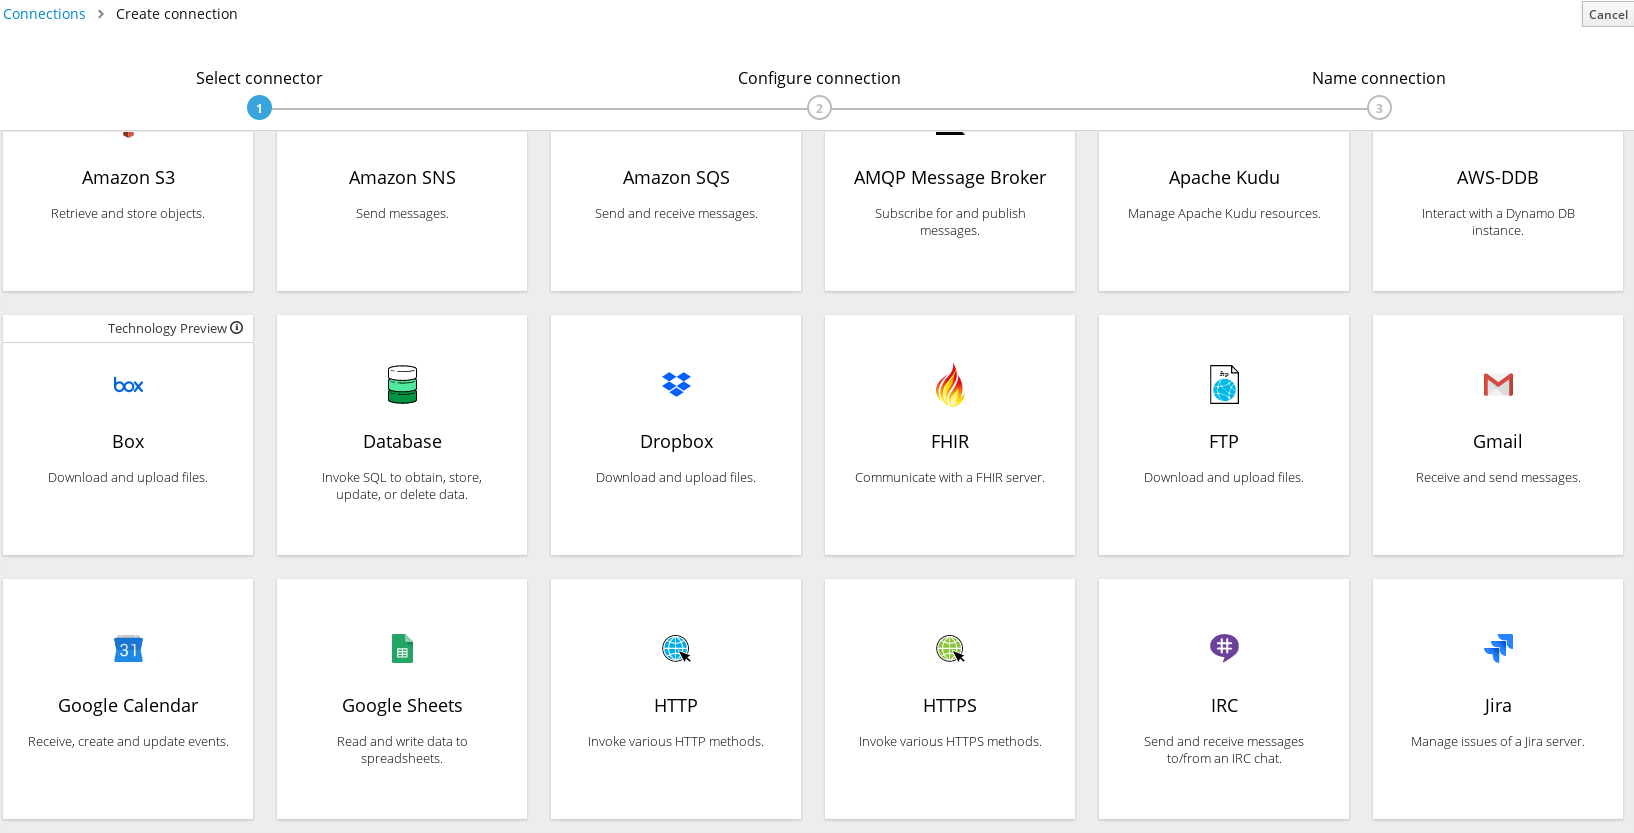 Connections > Create connection
Cancel
Select connector
Configure connection
Name connection
1
2
3
Amazon S3
Retrieve and store objects.
Amazon SNS
Send messages.
Amazon SQS
Send and receive messages.
AMQP Message Broker
Subscribe for and publish
messages.
Apache Kudu
Manage Apache Kudu resources.
AWS-DDB
Interact with a Dynamo DB
instance.
Technology Preview
box
Box
Download and upload files.
Database
Invoke SQL to obtain, store,
update, or delete data.
Dropbox
Download and upload files.
FHIR
Communicate with a FHIR server.
ftp
FTP
Download and upload files.
Gmail
Receive and send messages.
31
Google Calendar
Receive, create and update events.
Google Sheets
Read and write data to
spreadsheets.
HTTP
Invoke various HTTP methods.
HTTPS
Invoke various HTTPS methods.
#
IRC
Send and receive messages
to/from an IRC chat.
Jira
Manage issues of a Jira server.